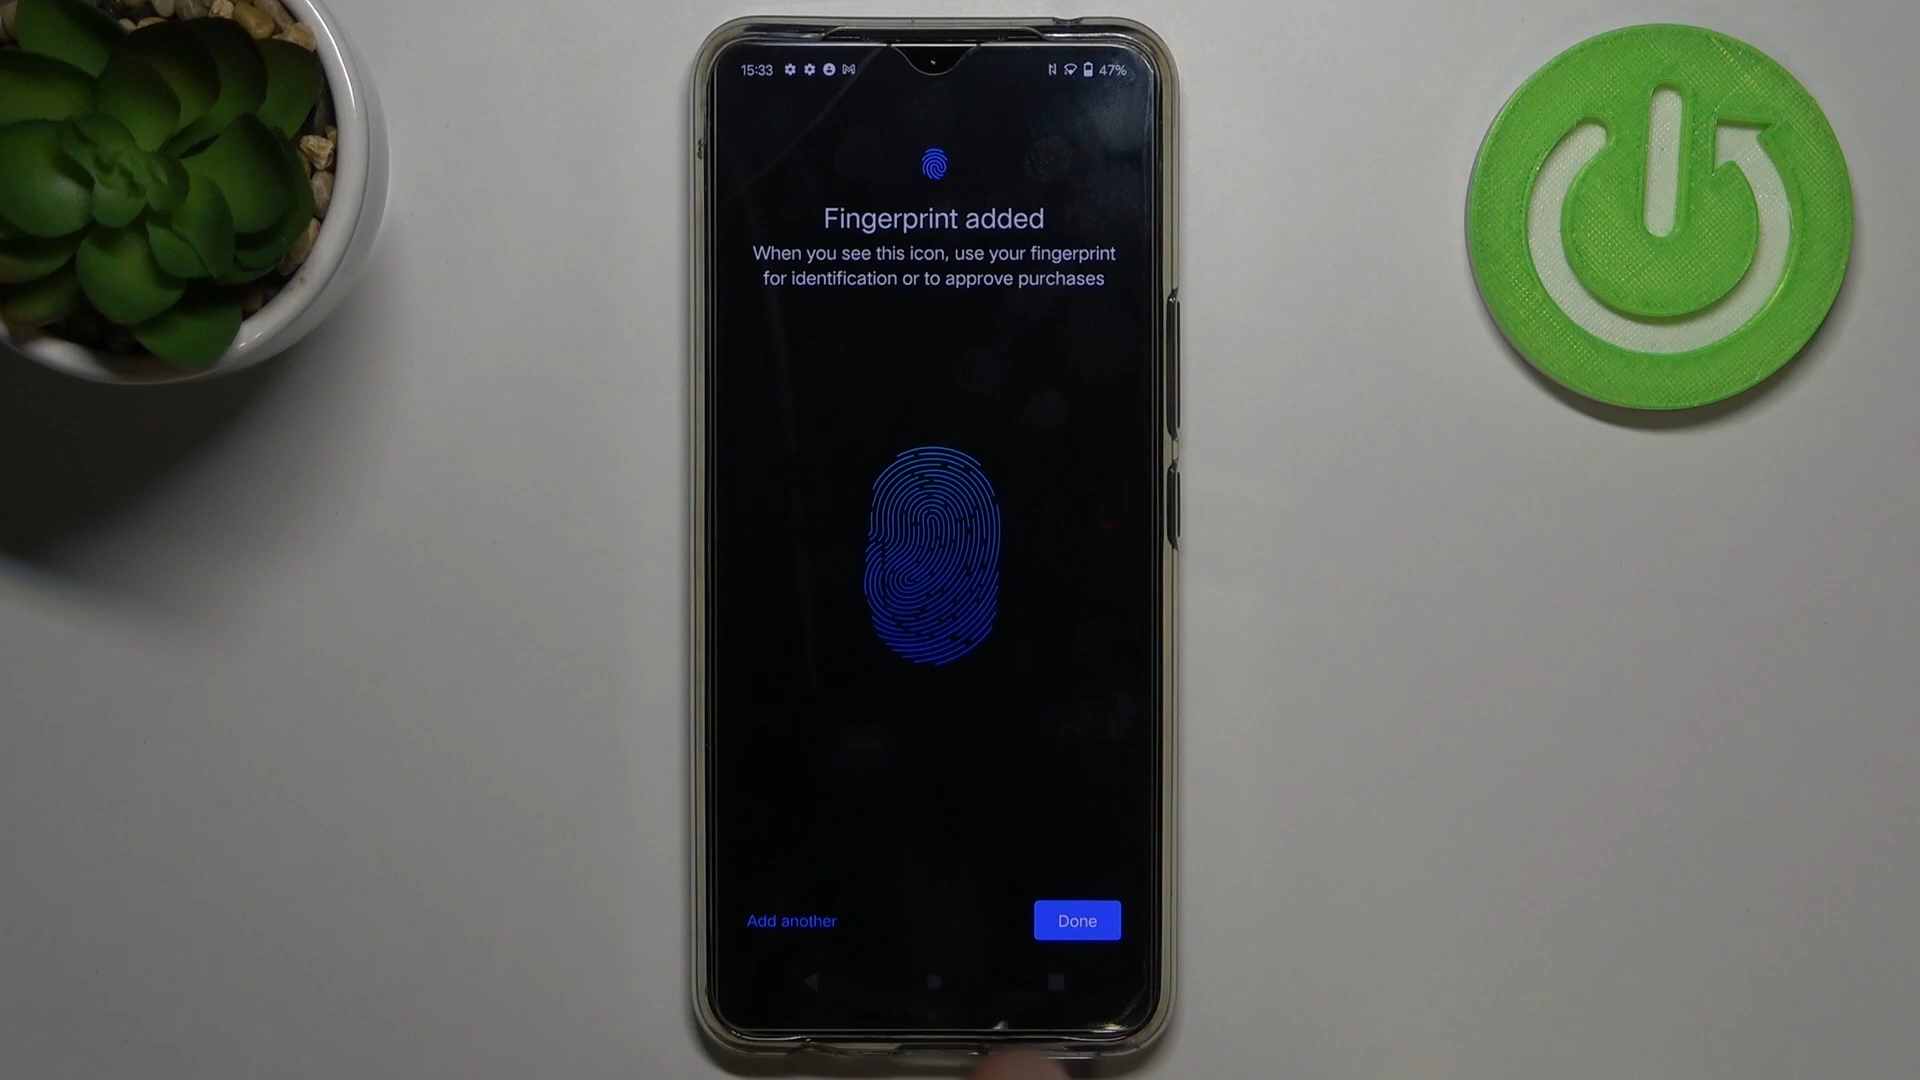 15:33 47%
Fingerprint added
When you see this icon, use your fingerprint
for identification or to approve purchases
Add another Done